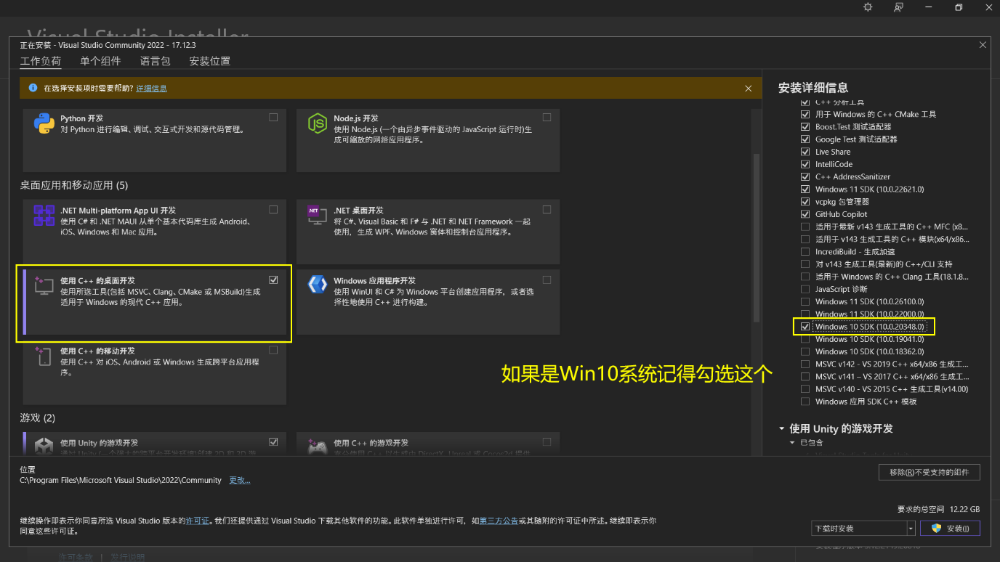 Visual Studio Installer
正在安装 - Visual Studio Community 2022 - 17.12.3
工作负荷 单个组件 语言包 安装位置
在选择安装项时需要帮助? 详细信息
Python 开发
对 Python 进行编辑、调试、交互式开发和源代码管理。
Node.js 开发
使用 Node.js (一个由异步事件驱动的 JavaScript 运行时)生
成可缩放的网络应用程序。
桌面应用和移动应用 (5)
.NET Multi-platform App UI 开发
使用 C# 和 .NET MAUI 从单个基本代码库生成 Android、
iOS、Windows 和 Mac 应用。
.NET
.NET 桌面开发
将 C#、Visual Basic 和 F# 与 .NET 和 .NET Framework 一起
使用，生成 WPF、Windows 窗体和控制台应用程序。
使用 C++ 的桌面开发
使用所选工具(包括 MSVC、Clang、CMake 或 MSBuild)生成
适用于 Windows 的现代 C++ 应用。
Windows 应用程序开发
使用 WinUI 和 C# 为 Windows 平台创建应用程序，或者选
择性地使用 C++ 进行构建。
使用 C++ 的移动开发
使用 C++ 对 iOS、Android 或 Windows 生成跨平台应用程
序。
如果是Win10系统记得勾选这个
游戏 (2)
使用 Unity 的游戏开发
使用 C++ 的游戏开发
安装详细信息
C++ 分析工具
用于 Windows 的 C++ CMake 工具
Boost.Test 测试适配器
Google Test 测试适配器
Live Share
IntelliCode
C++ AddressSanitizer
Windows 11 SDK (10.0.22621.0)
vcpkg 包管理器
GitHub Copilot
适用于最新 v143 生成工具的 C++ MFC (x8...
适用于 v143 生成工具的 C++ 模块(x64/x86...
IncrediBuild - 生成加速
对 v143 生成工具(最新)的 C++/CLI 支持
适用于 Windows 的 C++ Clang 工具(18.1.8...
JavaScript 诊断
Windows 11 SDK (10.0.26100.0)
Windows 11 SDK (10.0.22000.0)
Windows 10 SDK (10.0.20348.0)
Windows 10 SDK (10.0.19041.0)
Windows 10 SDK (10.0.18362.0)
MSVC v142 - VS 2019 C++ x64/x86 生成工...
MSVC v141 – VS 2017 C++ x64/x86 生成工...
MSVC v140 - VS 2015 C++ 生成工具(v14.00)
Windows 应用 SDK C++ 模板
使用 Unity 的游戏开发
已包含
位置
C:\Program Files\Microsoft Visual Studio\2022\Community 更改...
移除(R)不受支持的组件
要求的总空间 12.22 GB
继续操作即表示你同意所选 Visual Studio 版本的许可证。我们还提供通过 Visual Studio 下载其他软件的功能。此软件单独进行许可，如第三方公告或其随附的许可证中所述。继续即表示你
同意这些许可证。
下载时安装
安装(I)
许可条款 | 发行说明